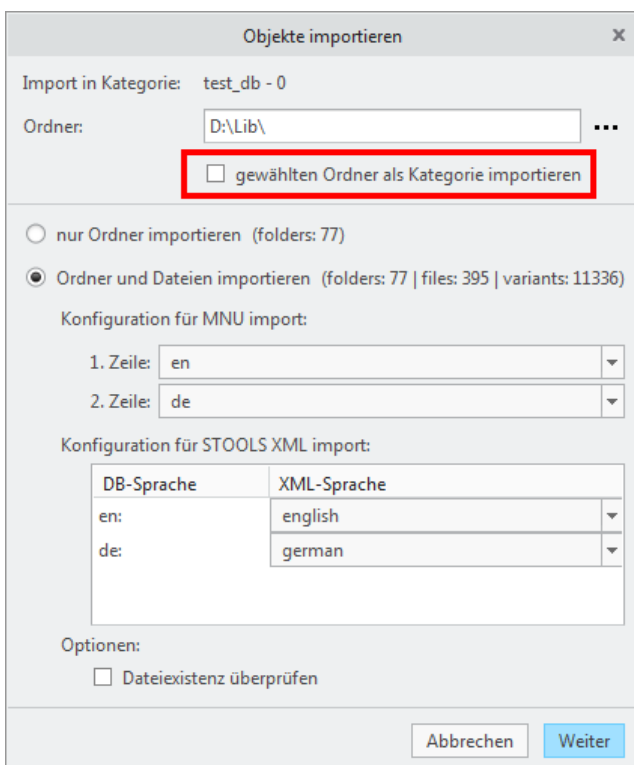 Objekte importieren x
Import in Kategorie: test_db - 0
Ordner: D:\Lib\ ...
gewählten Ordner als Kategorie importieren
nur Ordner importieren (folders: 77)
Ordner und Dateien importieren (folders: 77 | files: 395 | variants: 11336)
Konfiguration für MNU import:
1. Zeile: en
2. Zeile: de
Konfiguration für STOOLS XML import:
DB-Sprache XML-Sprache
en: english
de: german
Optionen:
Dateiexistenz überprüfen
Abbrechen Weiter